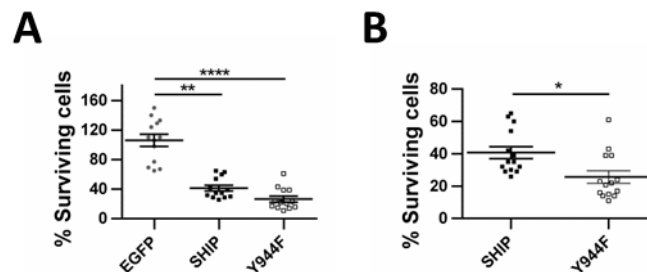 A
B
% Surviving cells
160
120
80
40
0
****
**
EGFP
SHIP
Y944F
% Surviving cells
80
60
40
20
0
*
SHIP
Y944F